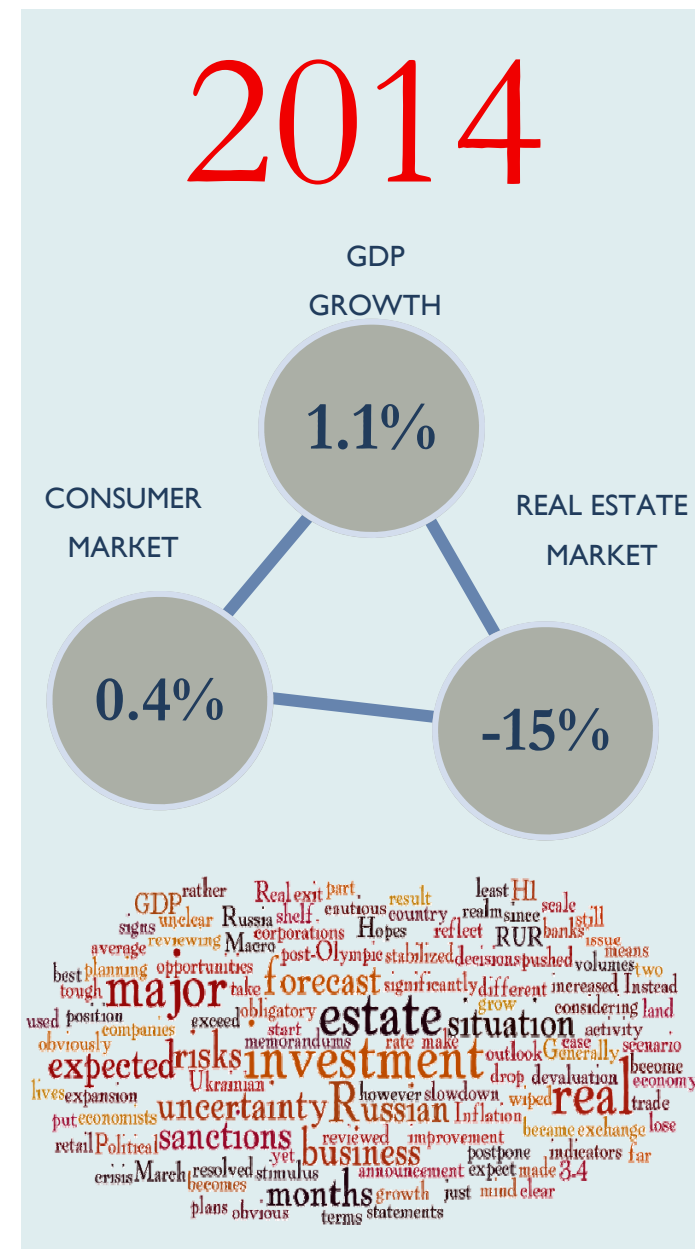 2014
GDP
GROWTH
1.1%
CONSUMER
MARKET
REAL ESTATE
MARKET
0.4%
-15%
rather Real exit part result least H1
GDP unclear Russia shelf cautious country realm since scale still
signs corporations Hopes reflect RUR banks issue
average reviewing Macro post-Olympic stabilized decisions pushed volumes means two
best planning opportunities
tough major take forecast significantly different increased Instead
used position companies exceed obligatory start estate situation grow considering land activity
obviously memorandums rate make outlook Generally ease scenario
expected risks investment drop devaluation become economy
lives expansion Ukrainian however slowdown wiped real trade
put economists uncertainty Russian Inflation became exchange lose
retail Political sanctions yet reviewed improvement postpone indicators far
business
crisis March resolved stimulus announcement expect made 3.4
becomes months growth just mind clear
plans obvious terms statements